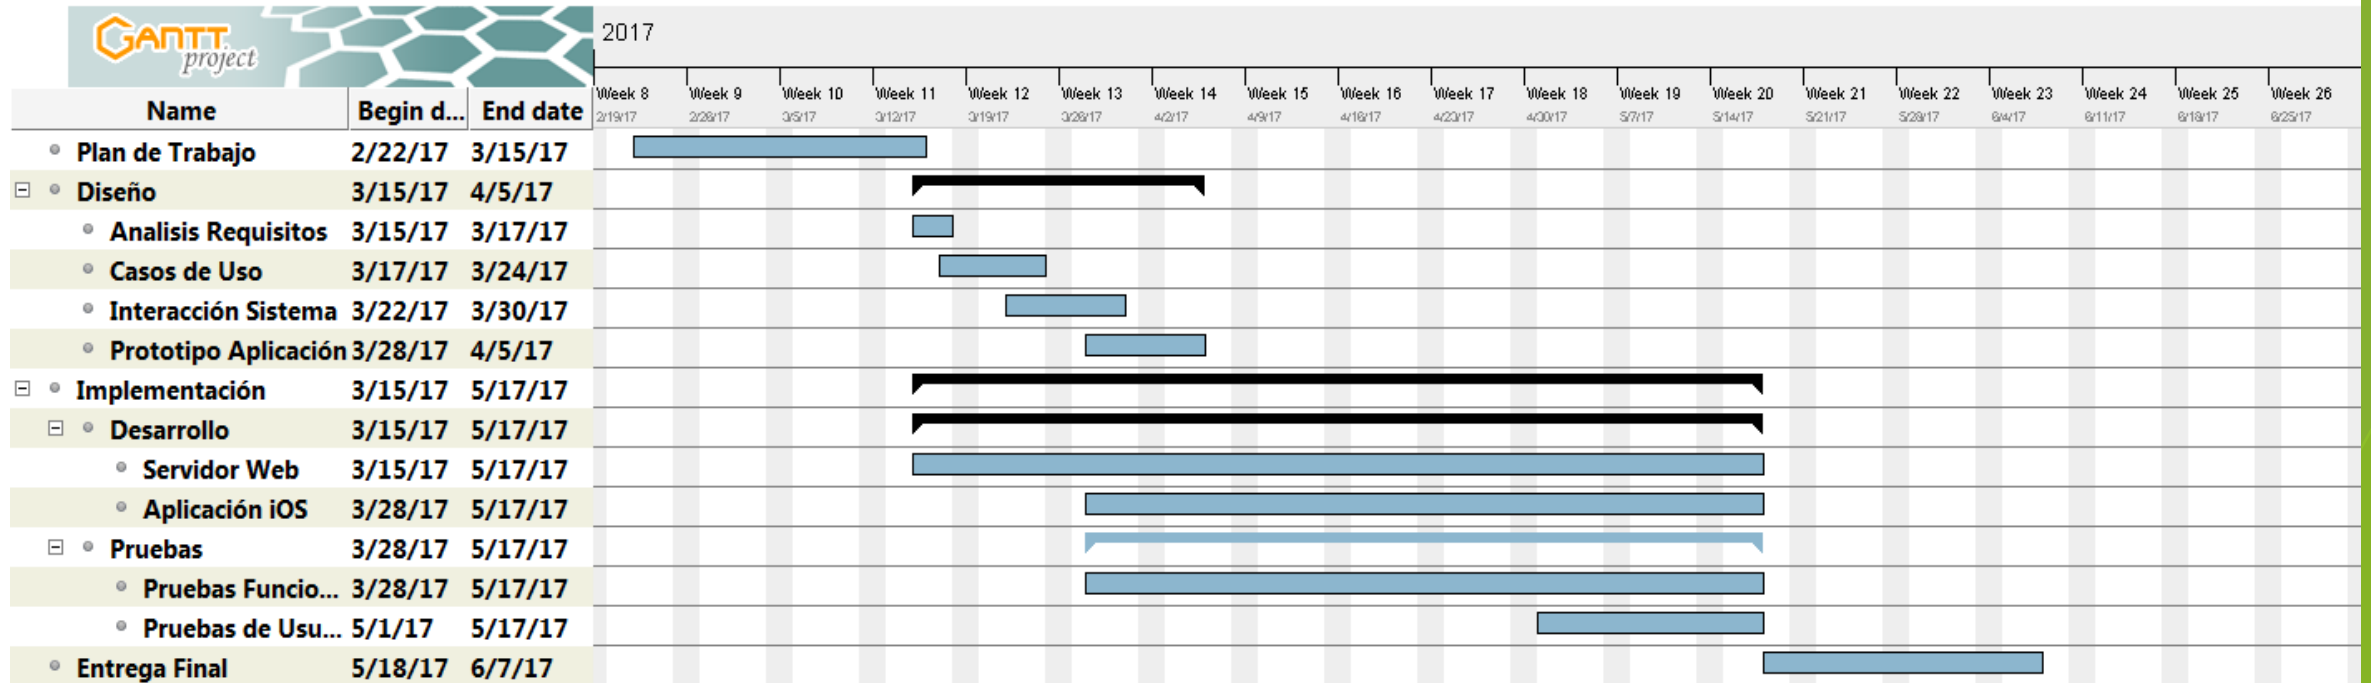 GANTT
project
2017
Week 8 Week 9 Week 10 Week 11 Week 12 Week 13 Week 14 Week 15 Week 16 Week 17 Week 18 Week 19 Week 20 Week 21 Week 22 Week 23 Week 24 Week 25 Week 26
Name Begin d... End date 2/19/17 2/26/17 3/5/17 3/12/17 3/19/17 3/26/17 4/2/17 4/9/17 4/16/17 4/23/17 4/30/17 5/7/17 5/14/17 5/21/17 5/28/17 6/4/17 6/11/17 6/18/17 6/25/17
Plan de Trabajo 2/22/17 3/15/17
Diseño 3/15/17 4/5/17
Analisis Requisitos 3/15/17 3/17/17
Casos de Uso 3/17/17 3/24/17
Interacción Sistema 3/22/17 3/30/17
Prototipo Aplicación 3/28/17 4/5/17
Implementación 3/15/17 5/17/17
Desarrollo 3/15/17 5/17/17
Servidor Web 3/15/17 5/17/17
Aplicación iOS 3/28/17 5/17/17
Pruebas 3/28/17 5/17/17
Pruebas Funcio... 3/28/17 5/17/17
Pruebas de Usu... 5/1/17 5/17/17
Entrega Final 5/18/17 6/7/17